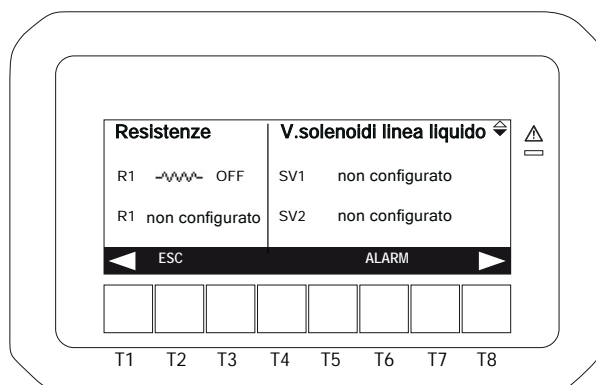 Resistenze V.solenoidi linea liquido
R1 OFF SV1 non configurato
R1 non configurato SV2 non configurato
ESC ALARM
T1 T2 T3 T4 T5 T6 T7 T8